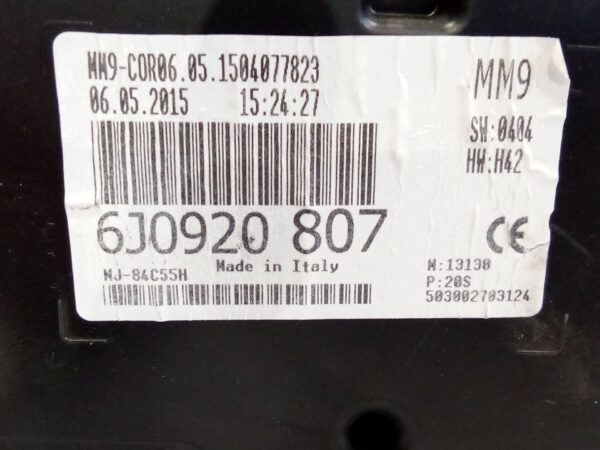 MM9-COR06.05.1504077823
06.05.2015 15:24:27
MM9
SW:0404
HW:H42
6J0920 807
CE
Made in Italy
MJ-84C55H
M:13130
P:20S
503002703124